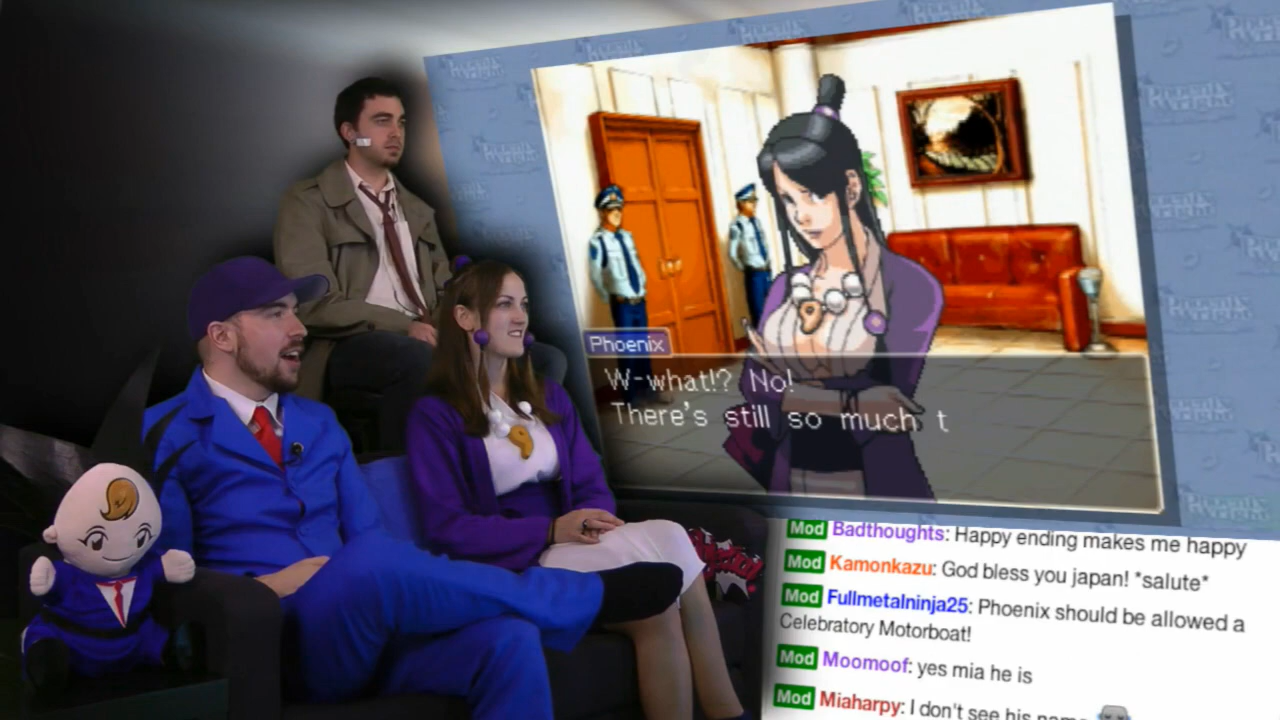 Phoenix
W-what!? No!
There's still so much t
Mod Badthoughts: Happy ending makes me happy
Mod Kamonkazu: God bless you japan! *salute*
Mod Fullmetalninja25: Phoenix should be allowed a
Celebratory Motorboat!
Mod Moomoof: yes mia he is
Mod Miaharpy: I don't see his name